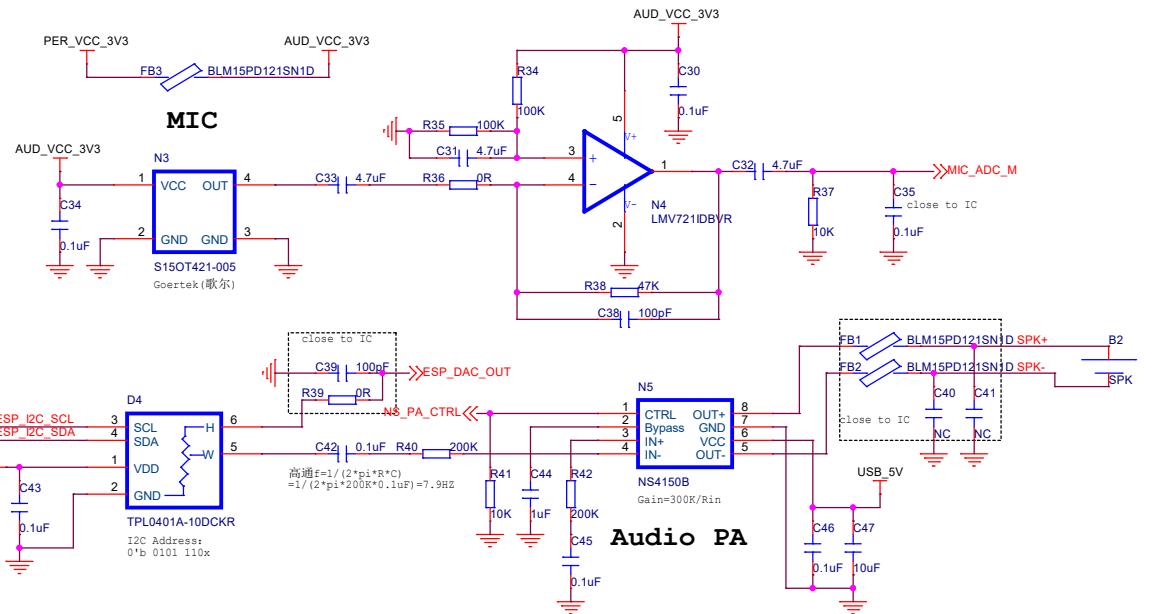 AUD_VCC_3V3
PER_VCC_3V3
AUD_VCC_3V3
FB3
BLM15PD121SN1D
R34
100K
C30
0.1uF
MIC
R35
100K
C31
4.7uF
5
V+
3
+
4
−
1
V-
2
N4
LMV721IDBVR
C32
4.7uF
MIC_ADC_M
R37
10K
C35
close to IC
0.1uF
AUD_VCC_3V3
N3
1
VCC
OUT
4
C33
4.7uF
R36
0R
C34
0.1uF
2
GND
GND
3
S15OT421-005
Goertek(歌尔)
R38
47K
C38
100pF
close to IC
C39
100pF
ESP_DAC_OUT
R39
0R
FB1
BLM15PD121SN1D
SPK+
B2
FB2
BLM15PD121SN1D
SPK-
SPK
C40
C41
close to IC
NC
NC
D4
ESP_I2C_SCL
3
SCL
H
6
ESP_I2C_SDA
4
SDA
W
5
1
VDD
2
GND
C43
0.1uF
TPL0401A-10DCKR
I2C Address:
0'b 0101 110x
C42
0.1uF
R40
200K
高通f=1/(2*pi*R*C)
=1/(2*pi*200K*0.1uF)=7.9HZ
NS_PA_CTRL
N5
1
CTRL
OUT+
8
2
Bypass
GND
7
3
IN+
VCC
6
4
IN-
OUT-
5
NS4150B
Gain=300K/Rin
R41
10K
C44
1uF
R42
200K
C45
0.1uF
Audio PA
USB_5V
C46
0.1uF
C47
10uF